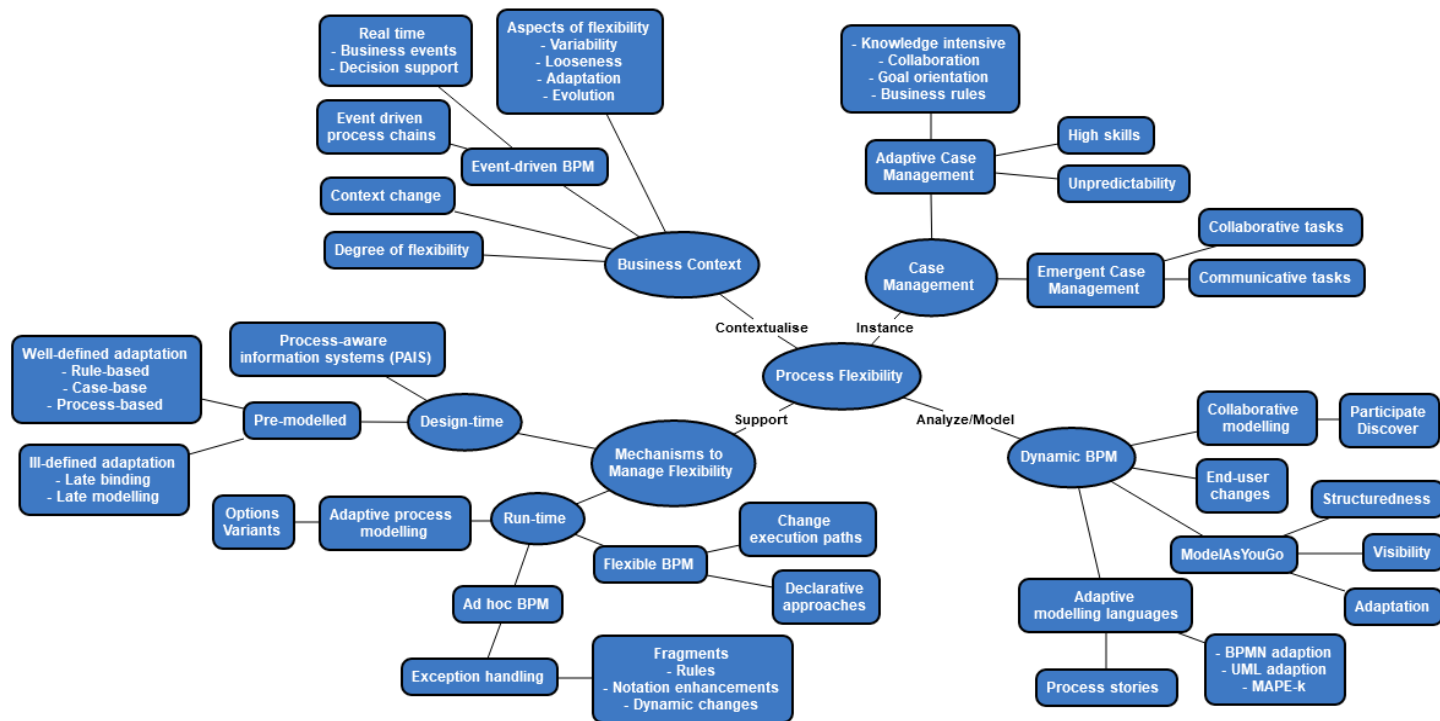 Real time
- Business events
- Decision support
Aspects of flexibility
- Variability
- Looseness
- Adaptation
- Evolution
Event driven
process chains
Event-driven BPM
Context change
Degree of flexibility
Business Context
- Knowledge intensive
- Collaboration
- Goal orientation
- Business rules
Adaptive Case
Management
High skills
Unpredictability
Case
Management
Emergent Case
Management
Collaborative tasks
Communicative tasks
Contextualise
Instance
Process Flexibility
Support
Analyze/Model
Process-aware
information systems (PAIS)
Well-defined adaptation
- Rule-based
- Case-base
- Process-based
Pre-modelled
Design-time
Ill-defined adaptation
- Late binding
- Late modelling
Mechanisms to
Manage Flexibility
Options
Variants
Adaptive process
modelling
Run-time
Flexible BPM
Change
execution paths
Declarative
approaches
Ad hoc BPM
Exception handling
Fragments
- Rules
- Notation enhancements
- Dynamic changes
Dynamic BPM
Collaborative
modelling
Participate
Discover
End-user
changes
Structuredness
ModelAsYouGo
Visibility
Adaptation
Adaptive
modelling languages
Process stories
- BPMN adaption
- UML adaption
- MAPE-k